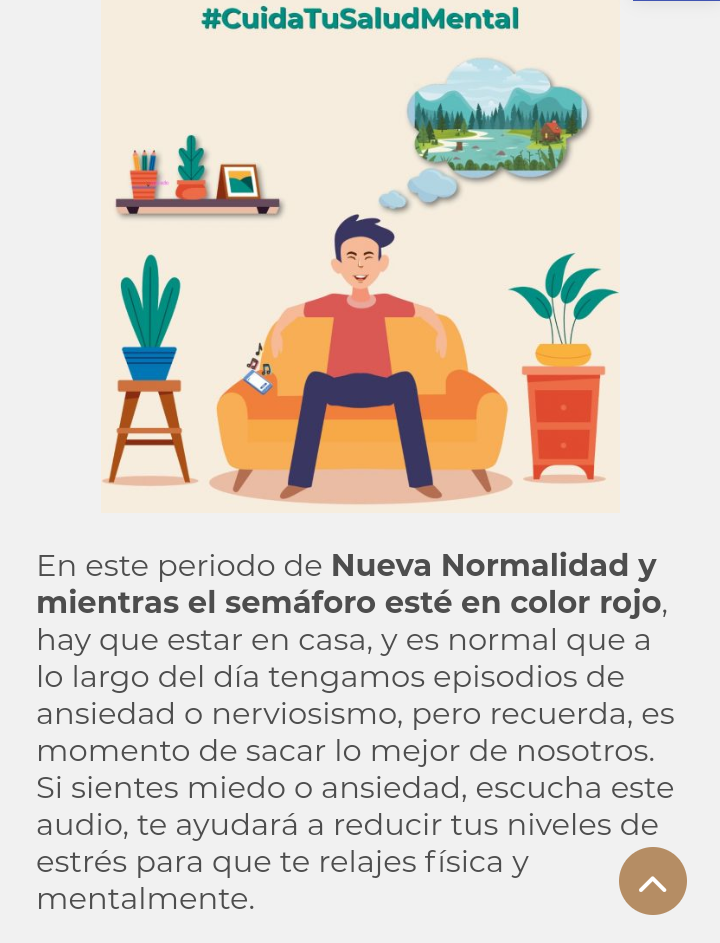 #CuidaTuSaludMental
En este periodo de Nueva Normalidad y
mientras el semáforo esté en color rojo,
hay que estar en casa, y es normal que a
lo largo del día tengamos episodios de
ansiedad o nerviosismo, pero recuerda, es
momento de sacar lo mejor de nosotros.
Si sientes miedo o ansiedad, escucha este
audio, te ayudará a reducir tus niveles de
estrés para que te relajes física y
mentalmente.